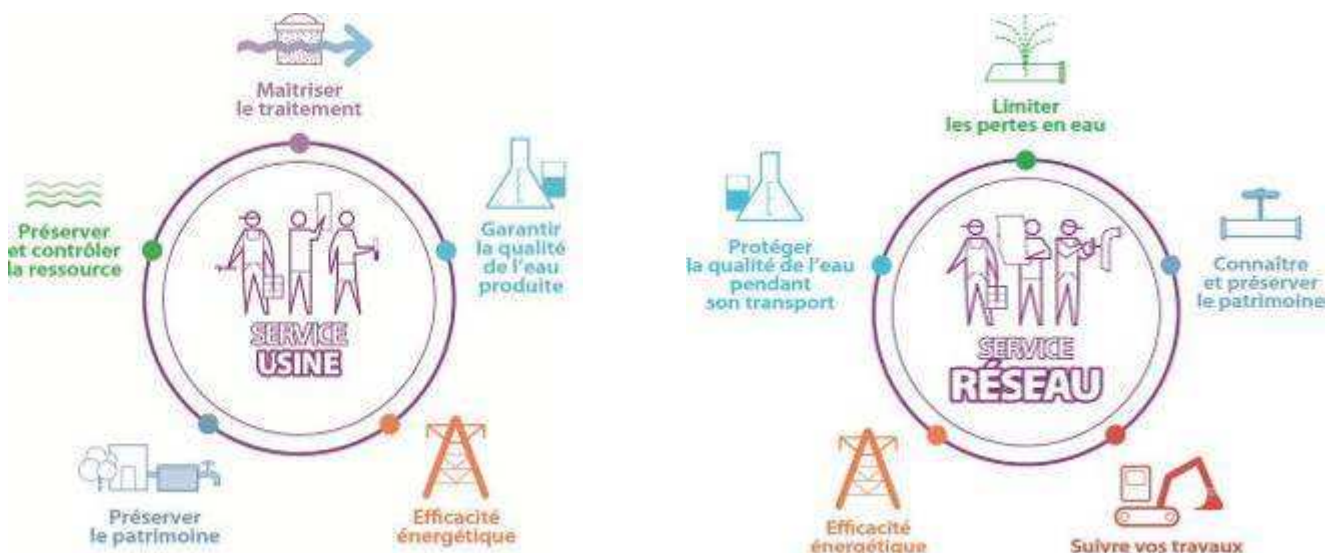 Maîtriser
le traitement
Garantir
la qualité
de l'eau
produite
Efficacité
énergétique
Préserver
le patrimoine
Préserver
et contrôler
la ressource
SERVICE
USINE
Limiter
les pertes en eau
Connaître
et préserver
le patrimoine
Suivre vos travaux
Efficacité
énergétique
Protéger
la qualité de l'eau
pendant
son transport
SERVICE
RÉSEAU